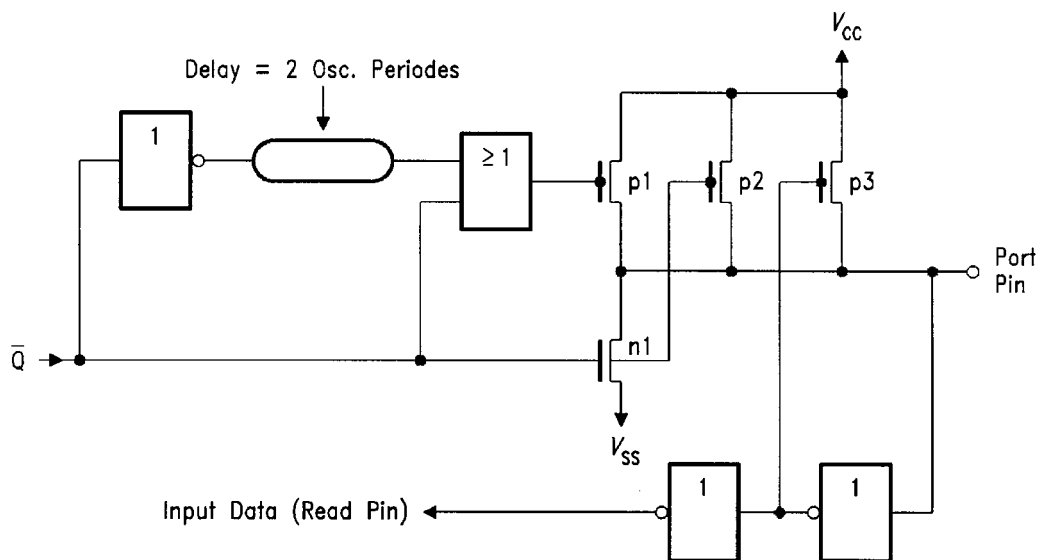 V_CC
Delay = 2 Osc. Periodes
1
≥1
p1
p2
p3
Port
Pin
Q̅
n1
V_SS
1
1
Input Data (Read Pin)